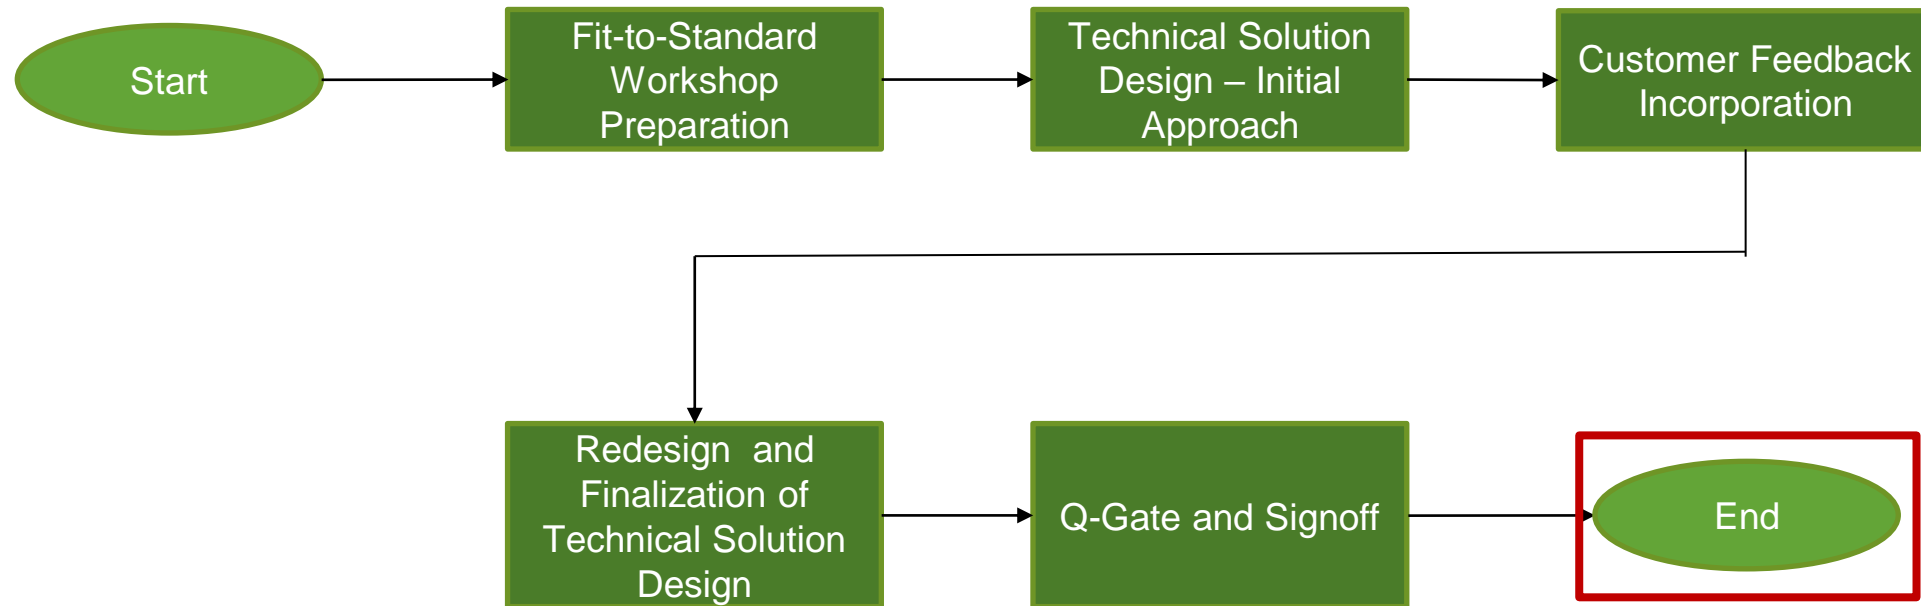 Start
Fit-to-Standard
Workshop
Preparation
Technical Solution
Design – Initial
Approach
Customer Feedback
Incorporation
Redesign  and
Finalization of
Technical Solution
Design
Q-Gate and Signoff
End